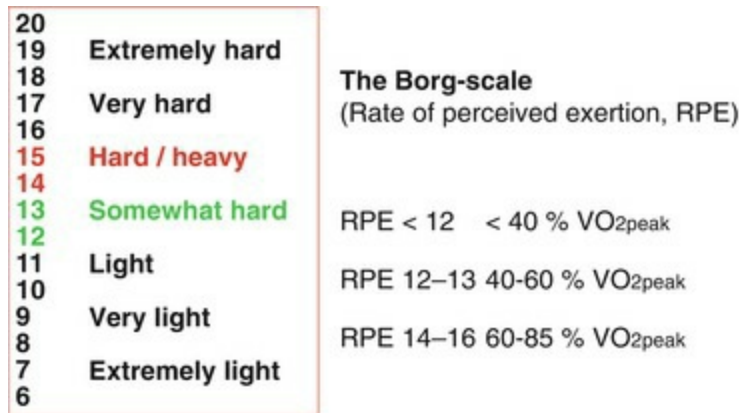 20
19 Extremely hard
18
17 Very hard
16
15 Hard / heavy
14
13 Somewhat hard
12
11 Light
10
9 Very light
8
7 Extremely light
6
The Borg-scale
(Rate of perceived exertion, RPE)
RPE < 12 < 40 % VO2peak
RPE 12–13 40-60 % VO2peak
RPE 14–16 60-85 % VO2peak